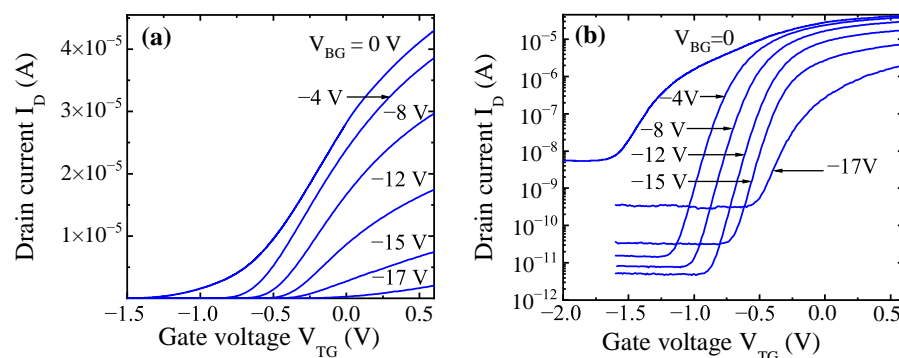 (a)
V_BG = 0 V
−4 V
−8 V
−12 V
−15 V
−17 V
4×10⁻⁵
3×10⁻⁵
2×10⁻⁵
1×10⁻⁵
−1.5 −1.0 −0.5 0.0 0.5
Gate voltage V_TG (V)
Drain current I_D (A)
(b)
V_BG=0
−4V
−8 V
−12 V
−15 V
−17V
10⁻⁵
10⁻⁶
10⁻⁷
10⁻⁸
10⁻⁹
10⁻¹⁰
10⁻¹¹
10⁻¹²
−2.0 −1.5 −1.0 −0.5 0.0 0.5
Gate voltage V_TG (V)
Drain current I_D (A)